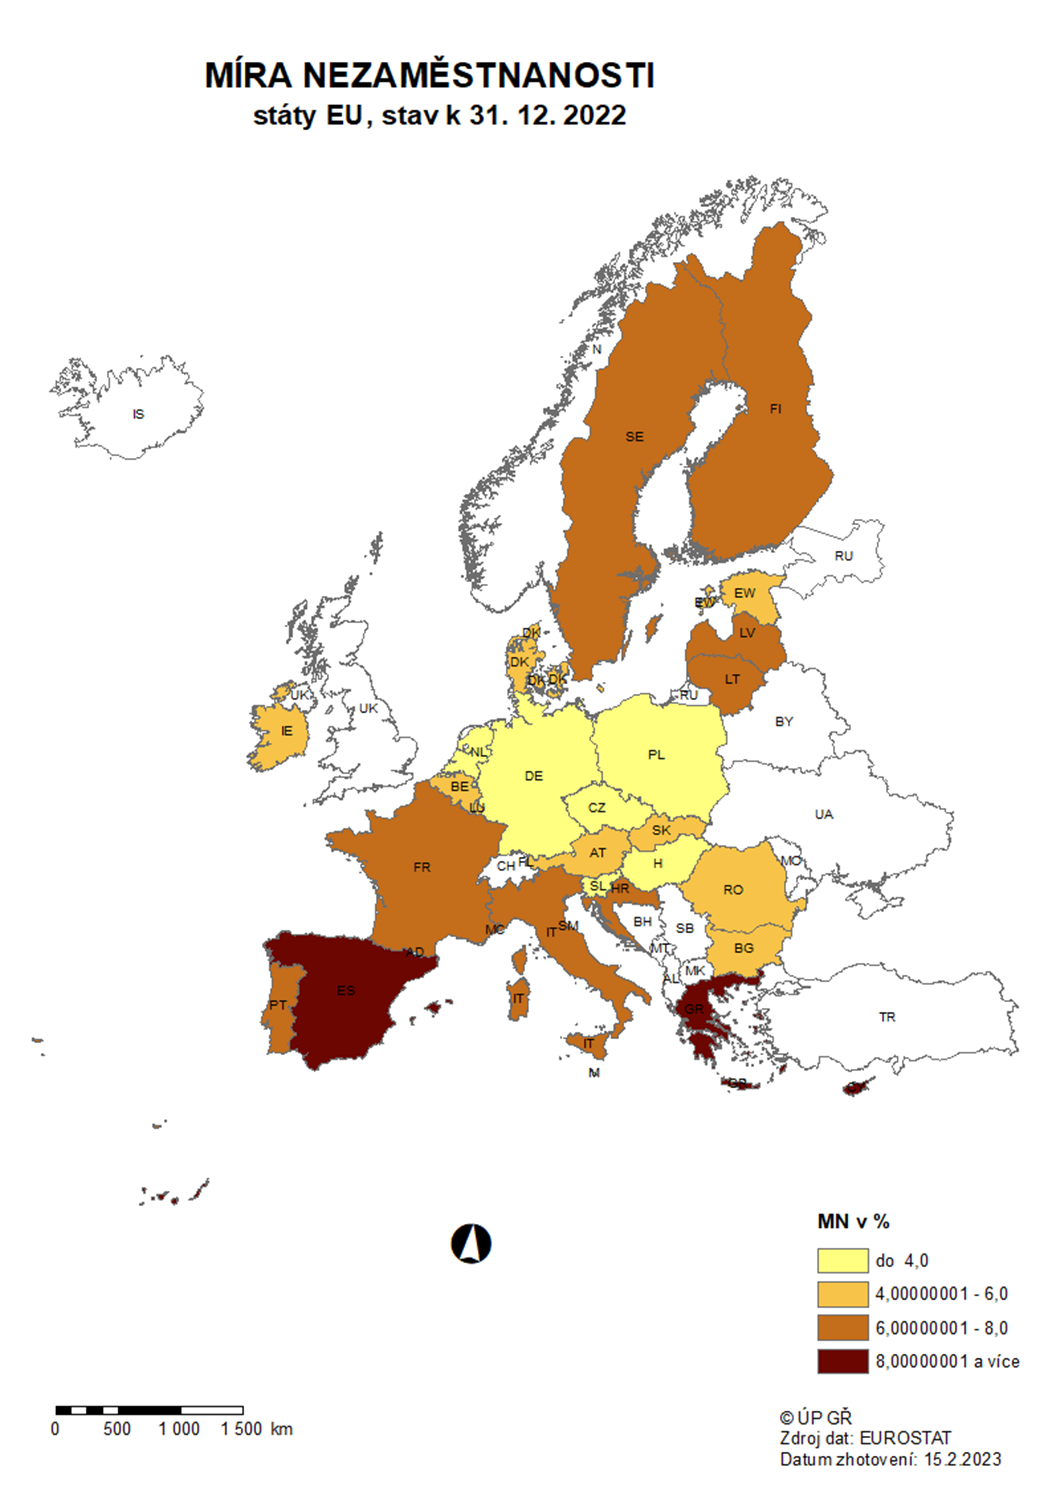 MÍRA NEZAMĚSTNANOSTI
státy EU, stav k 31. 12. 2022
N
IS
FI
SE
RU
EW
EW
DK
LV
DK
LT
DK
DK
RU
UK
UK
BY
IE
NL
PL
DE
BE
CZ
LU
UA
SK
AT
MO
FR
CH
FL
H
SL
HR
RO
BH
SB
MC
IT
SM
MT
BG
AD
AL
MK
ES
IT
PT
GR
TR
IT
M
GR
MN v %
do 4,0
4,00000001 - 6,0
6,00000001 - 8,0
8,00000001 a více
0 500 1 000 1 500 km
© ÚP GŘ
Zdroj dat: EUROSTAT
Datum zhotovení: 15.2.2023